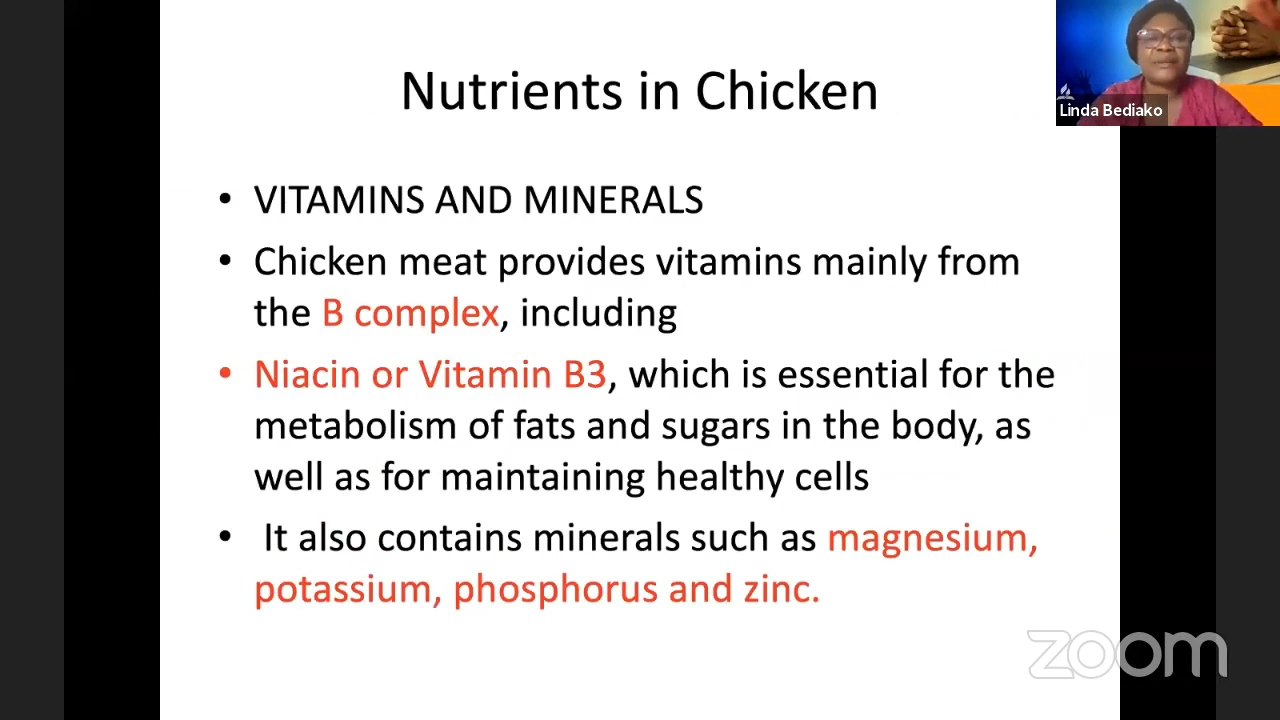 Nutrients in Chicken
Linda Bediako
• VITAMINS AND MINERALS
• Chicken meat provides vitamins mainly from
the B complex, including
• Niacin or Vitamin B3, which is essential for the
metabolism of fats and sugars in the body, as
well as for maintaining healthy cells
• It also contains minerals such as magnesium,
potassium, phosphorus and zinc.
zoom